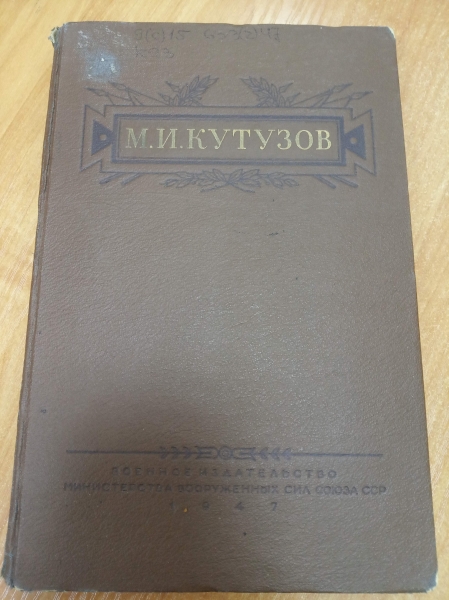 М.И.КУТУЗОВ
ВОЕННОЕ ИЗДАТЕЛЬСТВО
МИНИСТЕРСТВА ВООРУЖЕННЫХ СИЛ СОЮЗА ССР
1947